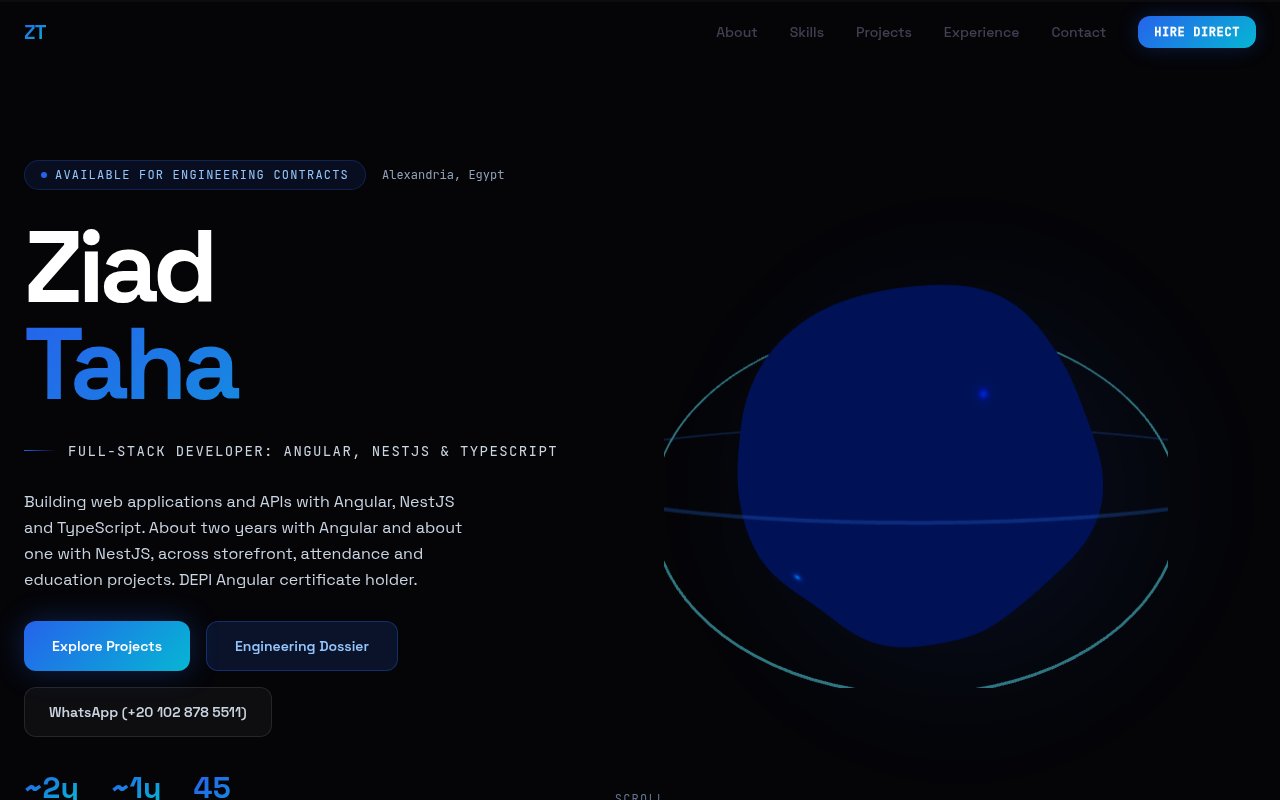 ZT
About Skills Projects Experience Contact HIRE DIRECT
AVAILABLE FOR ENGINEERING CONTRACTS Alexandria, Egypt
Ziad
Taha
FULL-STACK DEVELOPER: ANGULAR, NESTJS & TYPESCRIPT
Building web applications and APIs with Angular, NestJS
and TypeScript. About two years with Angular and about
one with NestJS, across storefront, attendance and
education projects. DEPI Angular certificate holder.
Explore Projects Engineering Dossier
WhatsApp (+20 102 878 5511)
~2y ~1y 45
SCROLL